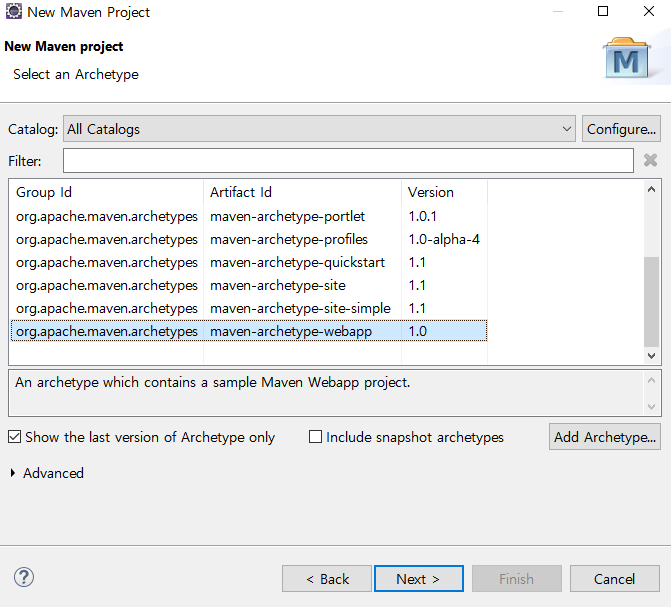 New Maven Project
New Maven project
Select an Archetype
M
Catalog: All Catalogs Configure...
Filter:
Group Id Artifact Id Version
org.apache.maven.archetypes maven-archetype-portlet 1.0.1
org.apache.maven.archetypes maven-archetype-profiles 1.0-alpha-4
org.apache.maven.archetypes maven-archetype-quickstart 1.1
org.apache.maven.archetypes maven-archetype-site 1.1
org.apache.maven.archetypes maven-archetype-site-simple 1.1
org.apache.maven.archetypes maven-archetype-webapp 1.0
An archetype which contains a sample Maven Webapp project.
Show the last version of Archetype only Include snapshot archetypes Add Archetype...
Advanced
? < Back Next > Finish Cancel